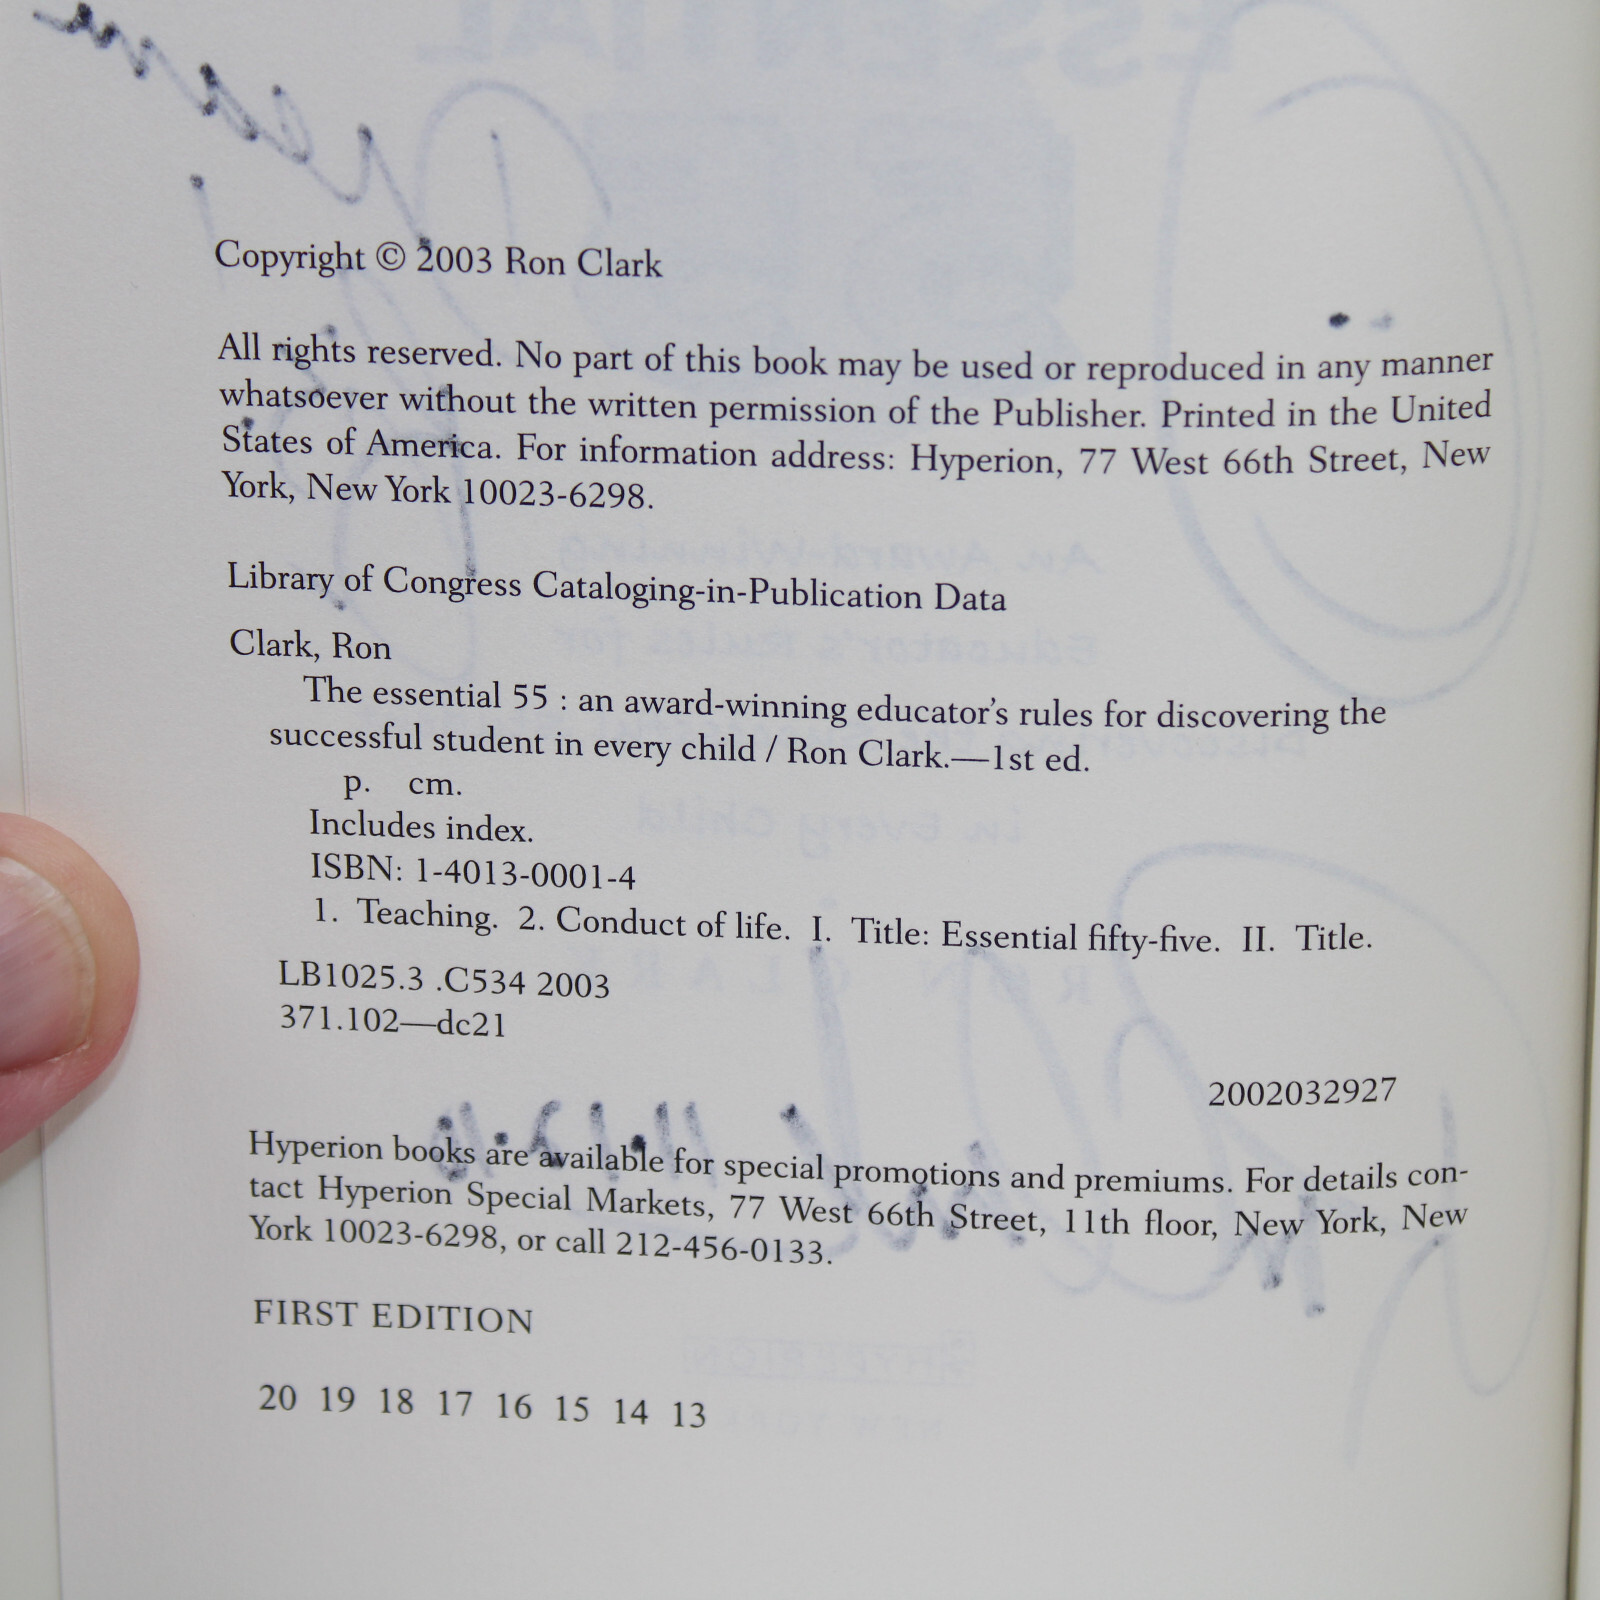 Copyright © 2003 Ron Clark
All rights reserved. No part of this book may be used or reproduced in any manner
whatsoever without the written permission of the Publisher. Printed in the United
States of America. For information address: Hyperion, 77 West 66th Street, New
York, New York 10023-6298.
Library of Congress Cataloging-in-Publication Data
Clark, Ron
The essential 55 : an award-winning educator's rules for discovering the
successful student in every child / Ron Clark.—1st ed.
p. cm.
Includes index.
ISBN: 1-4013-0001-4
1. Teaching. 2. Conduct of life. I. Title: Essential fifty-five. II. Title.
LB1025.3 .C534 2003
371.102—dc21
2002032927
Hyperion books are available for special promotions and premiums. For details con-
tact Hyperion Special Markets, 77 West 66th Street, 11th floor, New York, New
York 10023-6298, or call 212-456-0133.
FIRST EDITION
20 19 18 17 16 15 14 13